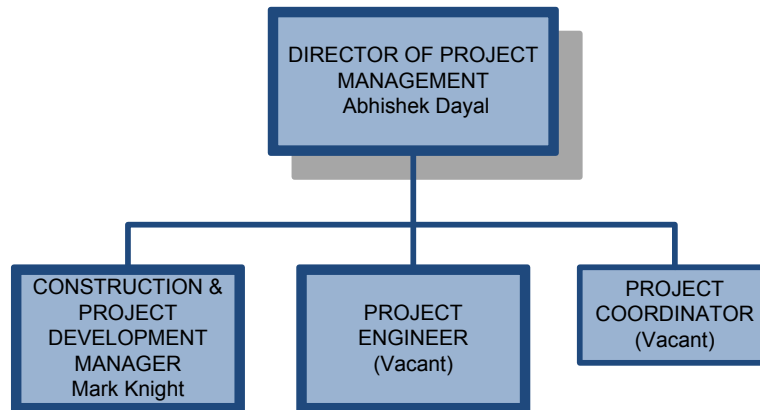 DIRECTOR OF PROJECT
MANAGEMENT
Abhishek Dayal
CONSTRUCTION &
PROJECT
DEVELOPMENT
MANAGER
Mark Knight
PROJECT
ENGINEER
(Vacant)
PROJECT
COORDINATOR
(Vacant)